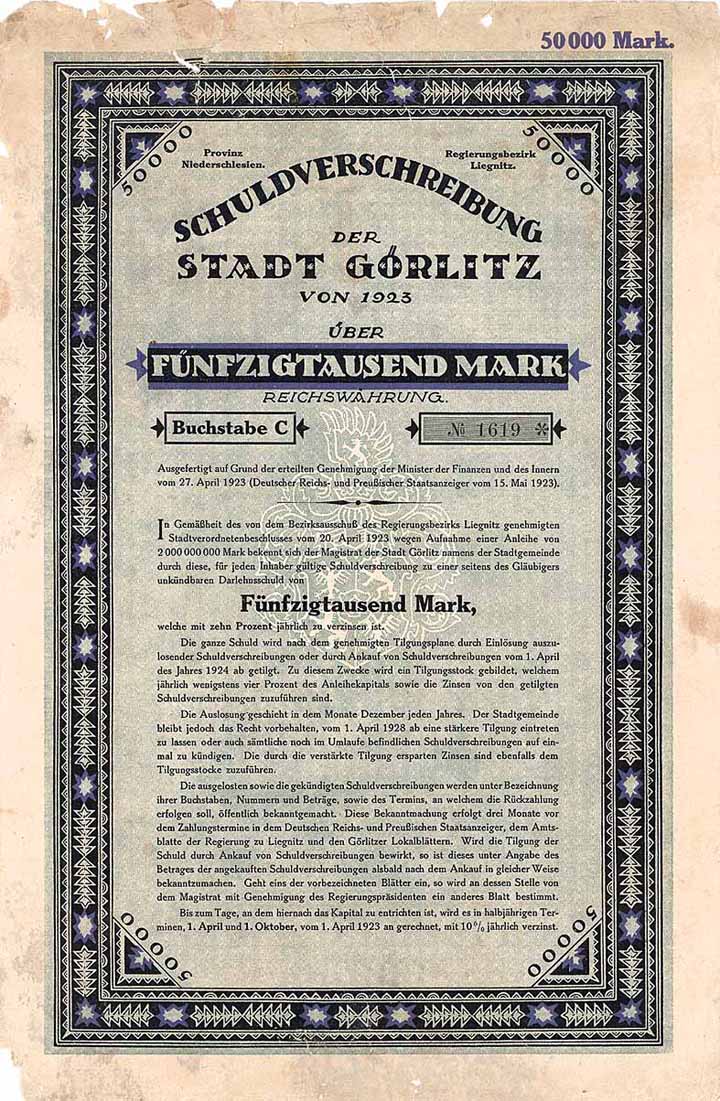 50000 Mark.
50000
50000
Provinz
Niederschlesien.
Regierungsbezirk
Liegnitz.
SCHULDVERSCHREIBUNG
DER
STADT GÖRLITZ
VON 1923
ÜBER
FÜNFZIGTAUSEND MARK
REICHSWÄHRUNG.
Buchstabe C
№ 1619 *
Ausgefertigt auf Grund der erteilten Genehmigung der Minister der Finanzen und des Innern
vom 27. April 1923 (Deutscher Reichs- und Preußischer Staatsanzeiger vom 15. Mai 1923).
In Gemäßheit des von dem Bezirksausschuß des Regierungsbezirks Liegnitz genehmigten
Stadtverordnetenbeschlusses vom 20. April 1923 wegen Aufnahme einer Anleihe von
2 000 000 000 Mark bekennt sich der Magistrat der Stadt Görlitz namens der Stadtgemeinde
durch diese, für jeden Inhaber gültige Schuldverschreibung zu einer seitens des Gläubigers
unkündbaren Darlehnsschuld von
Fünfzigtausend Mark,
welche mit zehn Prozent jährlich zu verzinsen ist.
Die ganze Schuld wird nach dem genehmigten Tilgungsplane durch Einlösung auszu-
losender Schuldverschreibungen oder durch Ankauf von Schuldverschreibungen vom 1. April
des Jahres 1924 ab getilgt. Zu diesem Zwecke wird ein Tilgungsstock gebildet, welchem
jährlich wenigstens vier Prozent des Anleihekapitals sowie die Zinsen von den getilgten
Schuldverschreibungen zuzuführen sind.
Die Auslosung geschieht in dem Monate Dezember jeden Jahres. Der Stadtgemeinde
bleibt jedoch das Recht vorbehalten, vom 1. April 1928 ab eine stärkere Tilgung eintreten
zu lassen oder auch sämtliche noch im Umlaufe befindlichen Schuldverschreibungen auf ein-
mal zu kündigen. Die durch die verstärkte Tilgung ersparten Zinsen sind ebenfalls dem
Tilgungsstocke zuzuführen.
Die ausgelosten sowie die gekündigten Schuldverschreibungen werden unter Bezeichnung
ihrer Buchstaben, Nummern und Beträge, sowie des Termins, an welchem die Rückzahlung
erfolgen soll, öffentlich bekanntgemacht. Diese Bekanntmachung erfolgt drei Monate vor
dem Zahlungstermine in dem Deutschen Reichs- und Preußischen Staatsanzeiger, dem Amts-
blatte der Regierung zu Liegnitz und den Görlitzer Lokalblättern. Wird die Tilgung der
Schuld durch Ankauf von Schuldverschreibungen bewirkt, so ist dieses unter Angabe des
Betrages der angekauften Schuldverschreibungen alsbald nach dem Ankauf in gleicher Weise
bekanntzumachen. Geht eins der vorbezeichneten Blätter ein, so wird an dessen Stelle von
dem Magistrat mit Genehmigung des Regierungspräsidenten ein anderes Blatt bestimmt.
Bis zum Tage, an dem hiernach das Kapital zu entrichten ist, wird es in halbjährigen Ter-
minen, 1. April und 1. Oktober, vom 1. April 1923 an gerechnet, mit 10% jährlich verzinst.
50000
50000